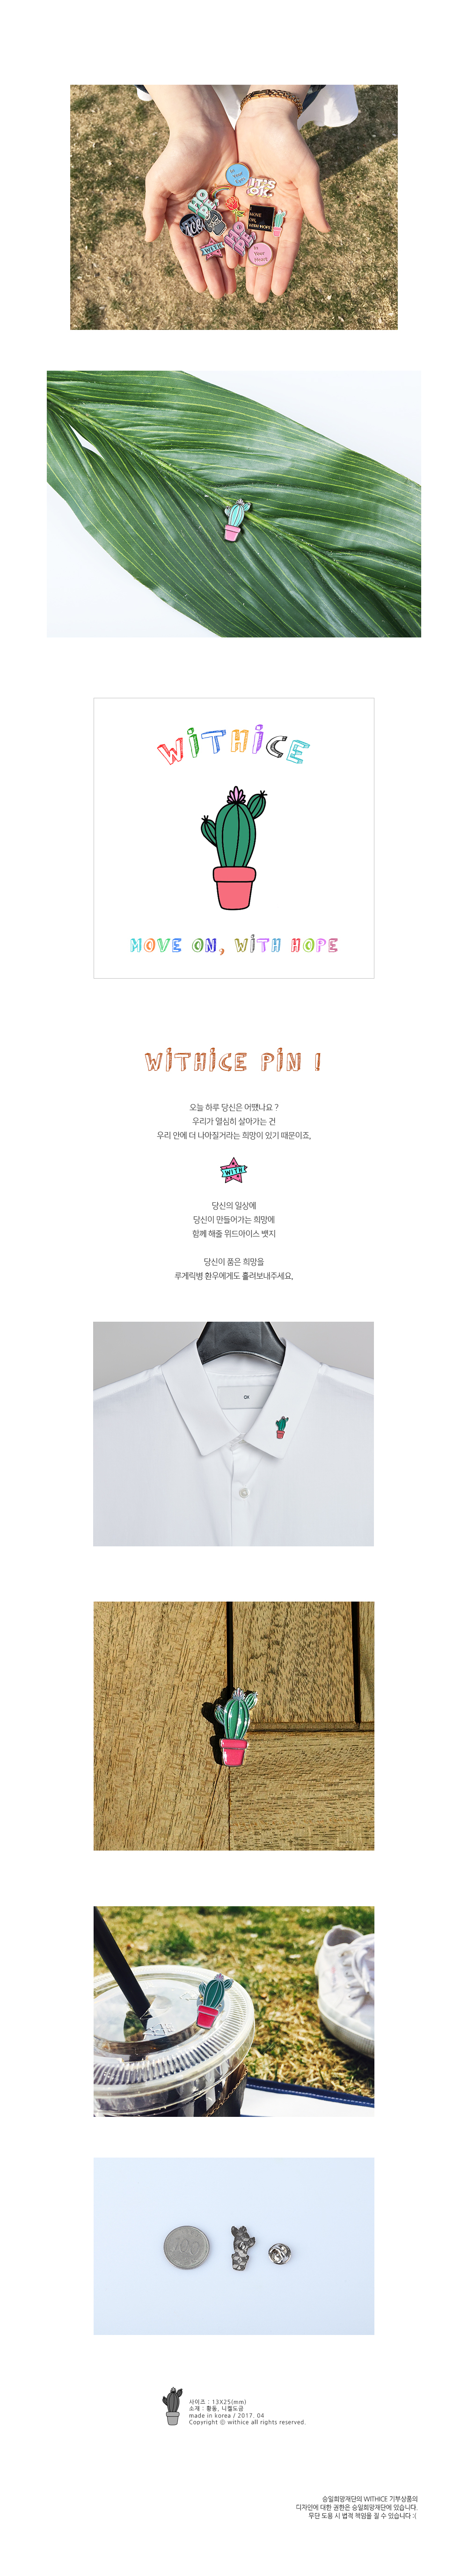 IT'S
OK.
HO
PE
WITH
HO
PE
WITHICE
MOVE ON, WITH HOPE
WITHICE PIN !
오늘 하루 당신은 어땠나요 ?
우리가 열심히 살아가는 건
우리 안에 더 나아질거라는 희망이 있기 때문이죠.
WITH
당신의 일상에
당신이 만들어가는 희망에
함께 해줄 위드아이스 뱃지
당신이 품은 희망을
루게릭병 환우에게도 흘려보내주세요.
100
사이즈 : 13X25(mm)
소재 : 황동, 니켈도금
made in korea / 2017. 04
Copyright ⓒ withice all rights reserved.
승일희망재단의 WITHICE 기부상품의
디자인에 대한 권한은 승일희망재단에 있습니다.
무단 도용 시 법적 책임을 질 수 있습니다 :(